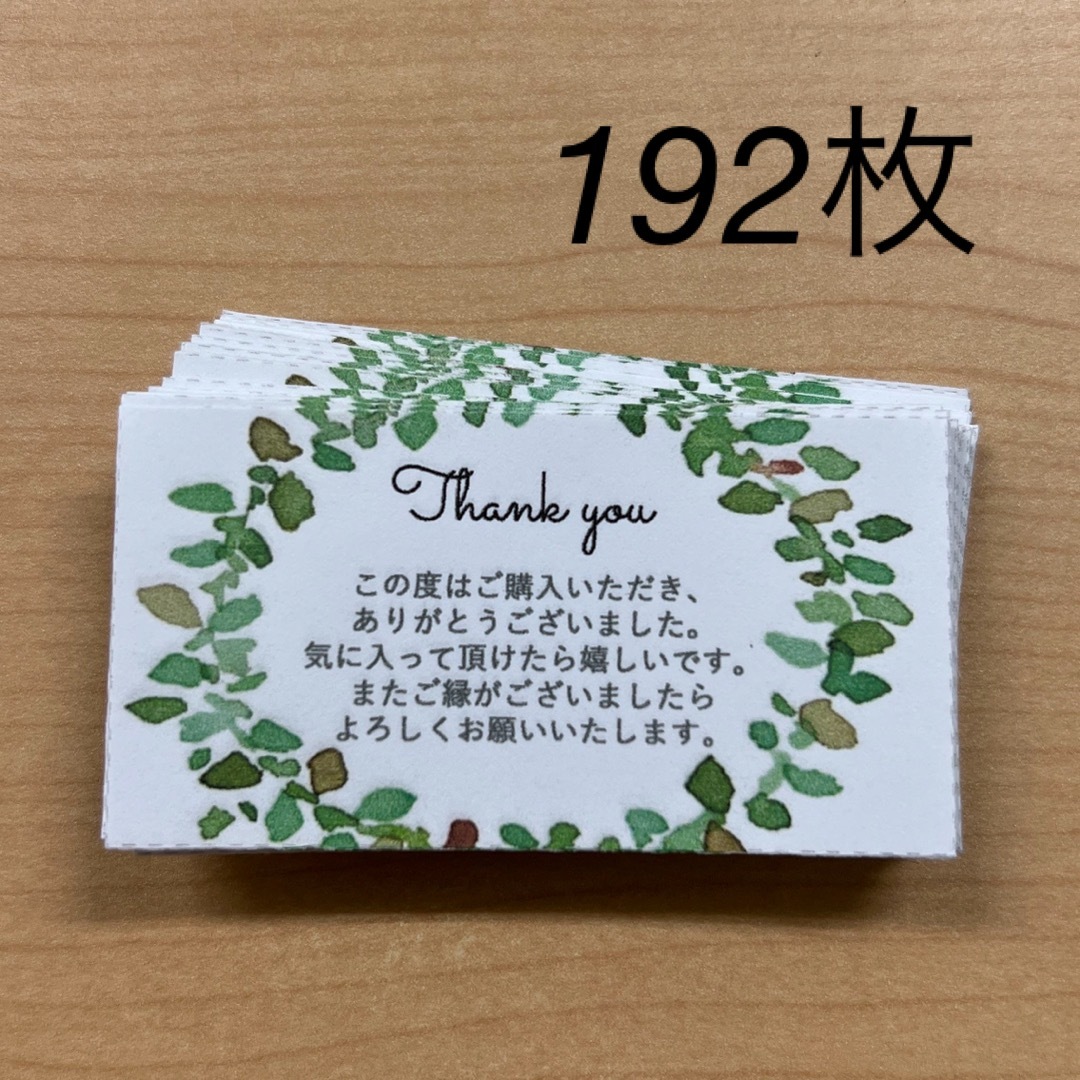 192枚
Thank you
この度はご購入いただき、
ありがとうございました。
気に入って頂けたら嬉しいです。
またご縁がございましたら
よろしくお願いいたします。